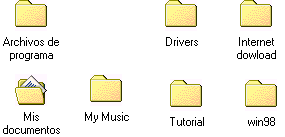 Archivos de
programa
Drivers
Internet
dowload
Mis
documentos
My Music
Tutorial
win98